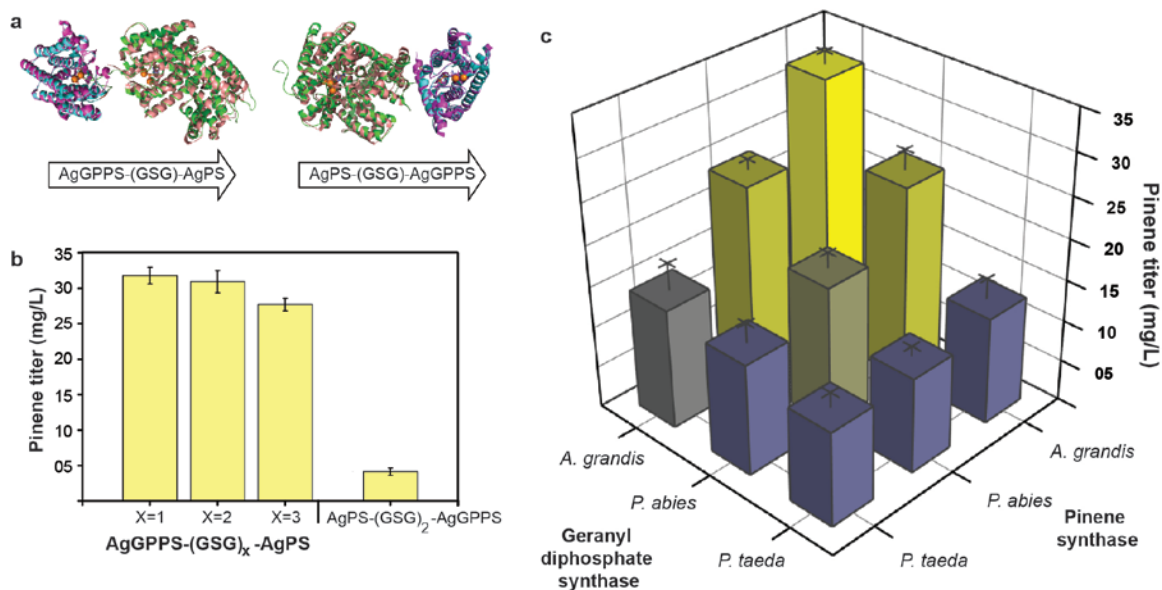 a
AgGPPS-(GSG)-AgPS
AgPS-(GSG)-AgGPPS
b
Pinene titer (mg/L)
35
30
25
20
15
10
05
X=1
X=2
X=3
AgPS-(GSG)2-AgGPPS
AgGPPS-(GSG)x-AgPS
c
35
30
25
20
15
10
05
Pinene titer (mg/L)
A. grandis
P. abies
P. taeda
Geranyl
diphosphate
synthase
A. grandis
P. abies
P. taeda
Pinene
synthase